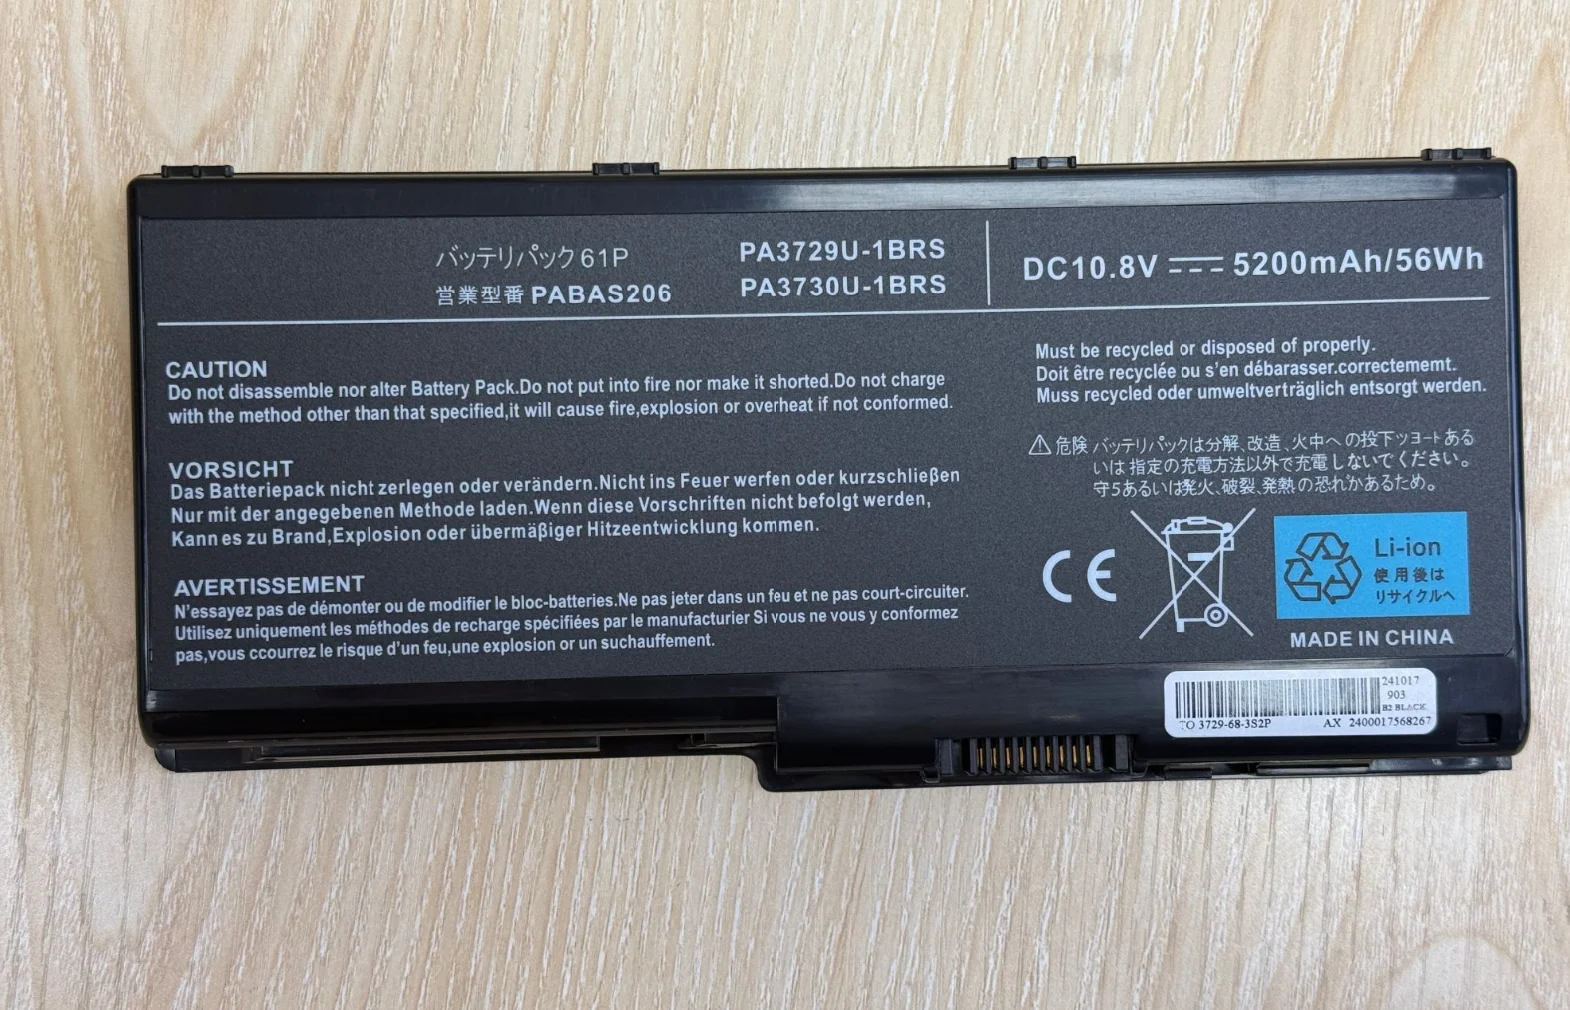 バッテリパック 61P
営業型番 PABAS206
PA3729U-1BRS
PA3730U-1BRS
DC10.8V 5200mAh/56Wh
CAUTION
Do not disassemble nor alter Battery Pack.Do not put into fire nor make it shorted.Do not charge
with the method other than that specified,it will cause fire,explosion or overheat if not conformed.
VORSICHT
Das Batteriepack nicht zerlegen oder verändern.Nicht ins Feuer werfen oder kurzschließen
Nur mit der angegebenen Methode laden.Wenn diese Vorschriften nicht befolgt werden,
Kann es zu Brand,Explosion oder übermäßiger Hitzeentwicklung kommen.
AVERTISSEMENT
N'essayez pas de démonter ou de modifier le bloc-batteries.Ne pas jeter dans un feu et ne pas court-circuiter.
Utilisez uniquement les méthodes de recharge spécifiées par le manufacturier Si vous ne vous y conformez
pas,vous ccourrez le risque d'un feu,une explosion or un suchauffement.
Must be recycled or disposed of properly.
Doit être recyclée ou s'en débarasser.correctememt.
Muss recycled oder umweltverträglich entsorgt werden.
⚠危険 バッテリパックは分解、改造、火中への投下ッヨートある
いは指定の充電方法以外で充電しないでください。
守5あるいは発火、破裂、発熱の恐れかあるため。
CE
Li-ion
使用後は
リサイクルへ
MADE IN CHINA
241017
903
B2 BLACK
TO 3729-68-3S2P AX 2400017568267